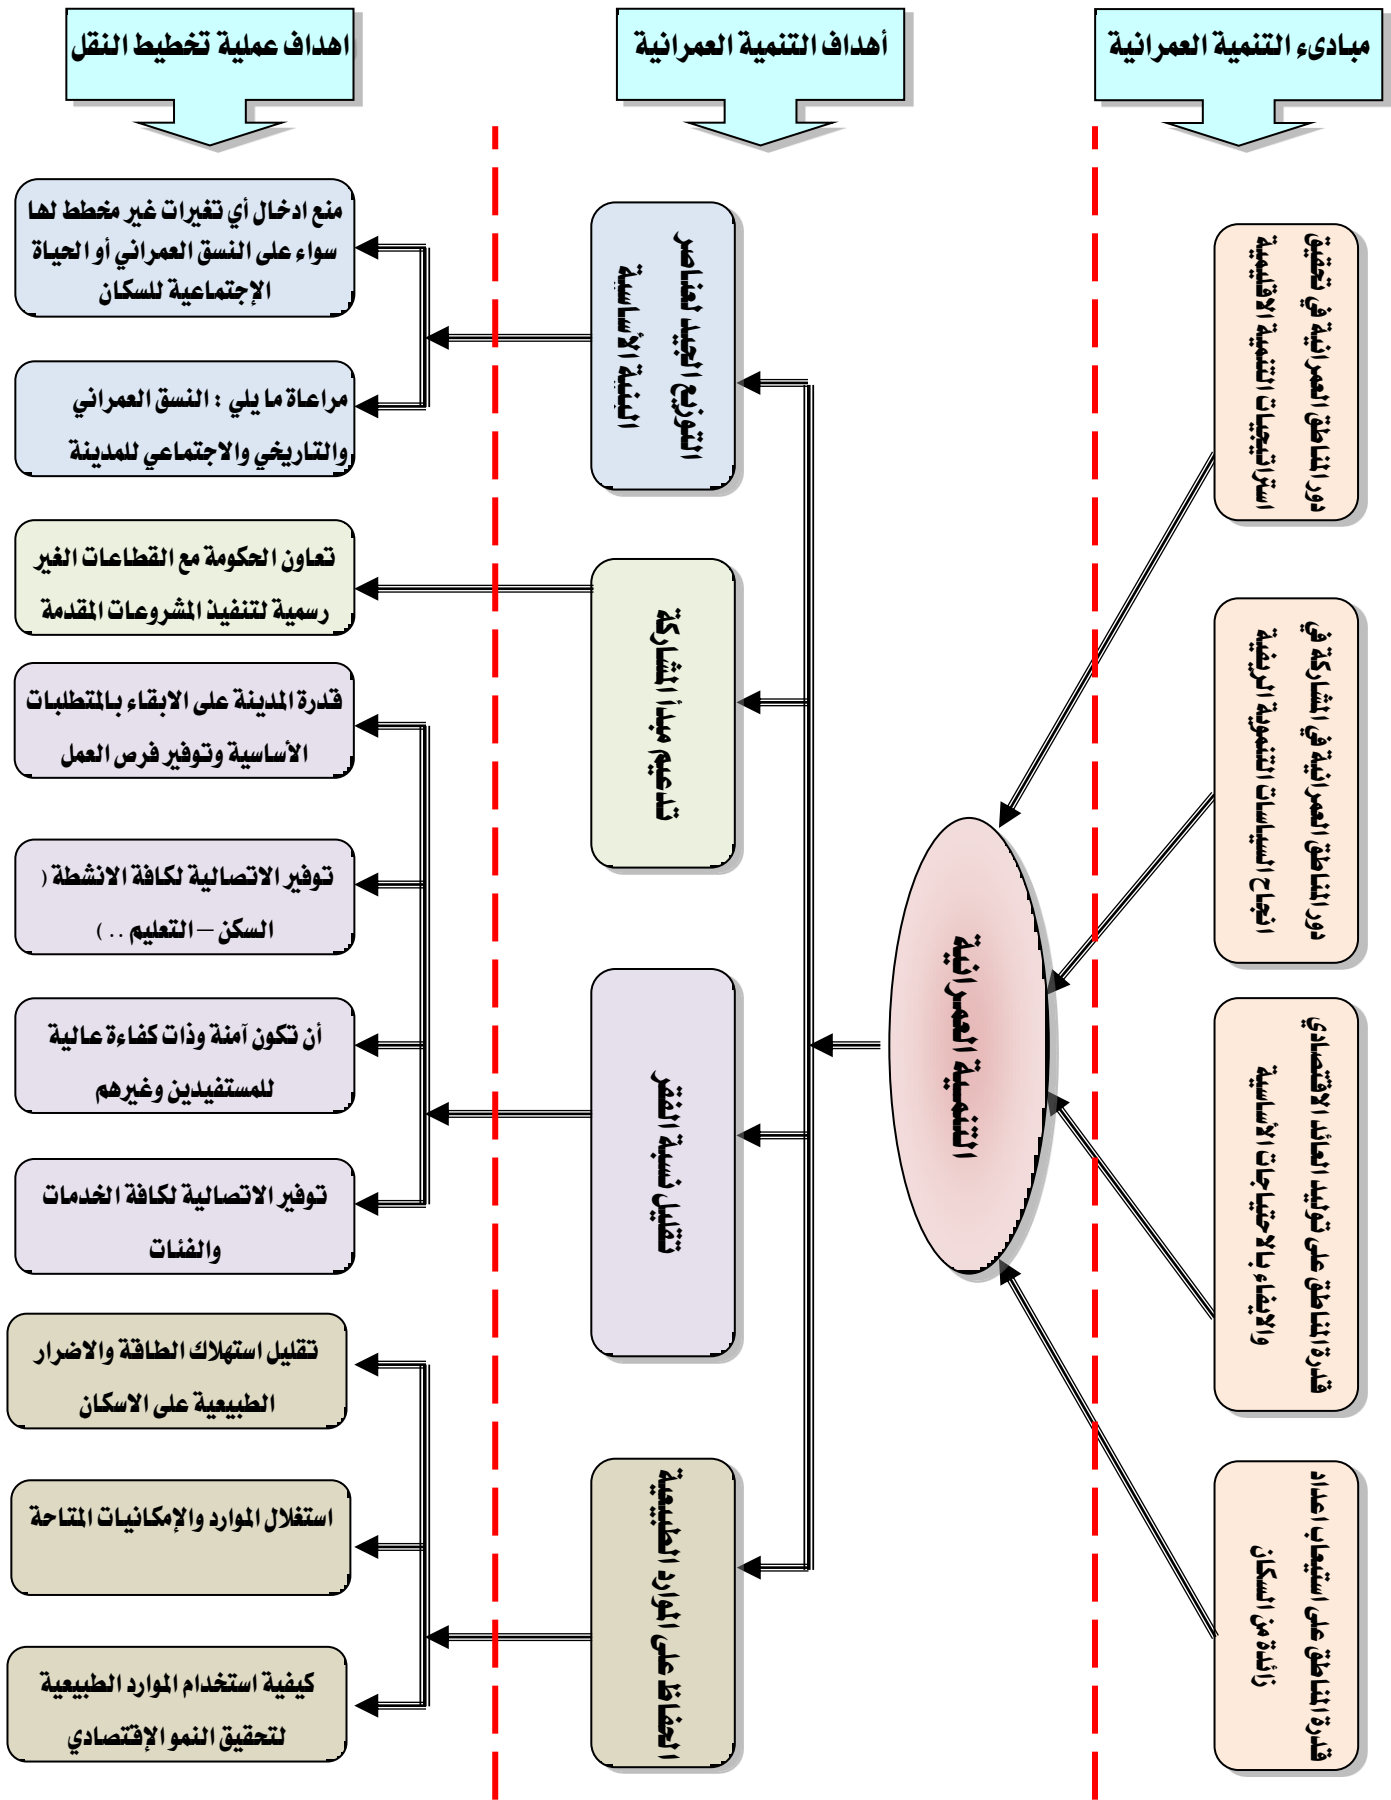 مبادىء التنمية العمرانية
أهداف التنمية العمرانية
اهداف عملية تخطيط النقل
دور المناطق العمرانية في تحقيق
استراتيجيات التنمية الاقليمية
دور المناطق العمرانية في المشاركة في
انجاح السياسات التنموية الريفية
قدرة المناطق على توليد العائد الاقتصادي
والايفاء بالاحتياجات الأساسية
قدرة المناطق على استيعاب اعداد
زائدة من السكان
التنمية العمرانية
التوزيع الجيد لعناصر
البنية الأساسية
تدعيم مبدأ المشاركة
تقليل نسبة الفقر
الحفاظ على الموارد الطبيعية
منع ادخال أي تغيرات غير مخطط لها
سواء على النسق العمراني أو الحياة
الإجتماعية للسكان
مراعاة ما يلي : النسق العمراني
والتاريخي والاجتماعي للمدينة
تعاون الحكومة مع القطاعات الغير
رسمية لتنفيذ المشروعات المقدمة
قدرة المدينة على الابقاء بالمتطلبات
الأساسية وتوفير فرص العمل
توفير الاتصالية لكافة الانشطة (
السكن – التعليم .. )
أن تكون آمنة وذات كفاءة عالية
للمستفيدين وغيرهم
توفير الاتصالية لكافة الخدمات
والفئات
تقليل استهلاك الطاقة والاضرار
الطبيعية على الاسكان
استغلال الموارد والإمكانيات المتاحة
كيفية استخدام الموارد الطبيعية
لتحقيق النمو الإقتصادي